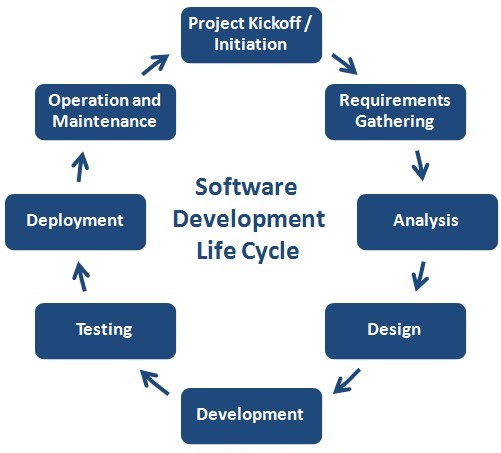 Project Kickoff /
Initiation
Requirements
Gathering
Analysis
Design
Development
Testing
Deployment
Operation and
Maintenance
Software
Development
Life Cycle